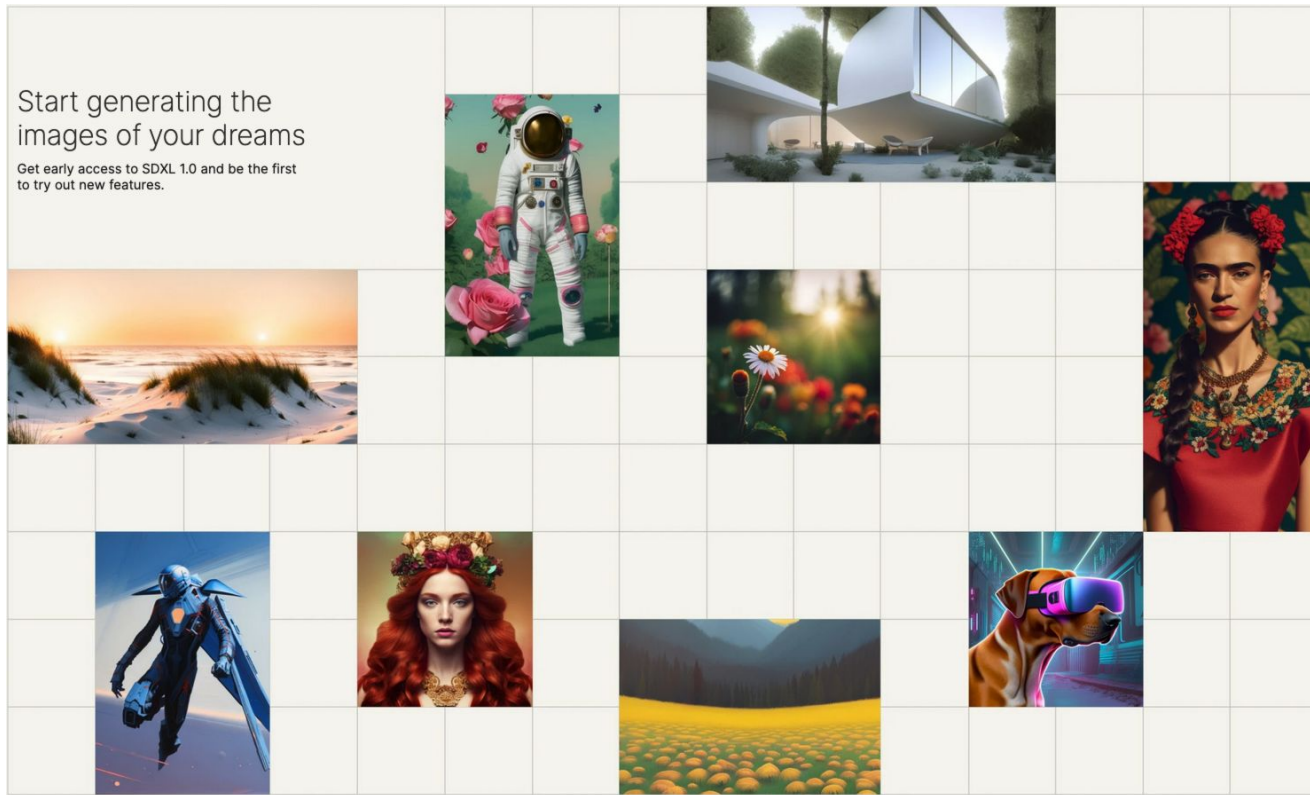 Start generating the
images of your dreams
Get early access to SDXL 1.0 and be the first
to try out new features.